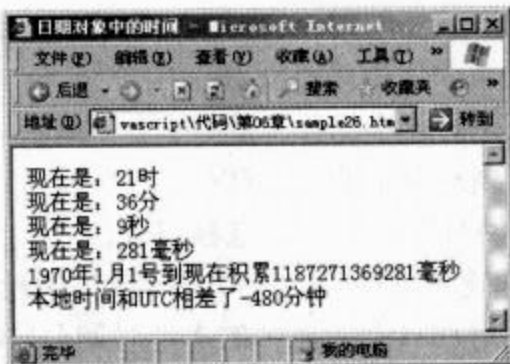 日期对象中的时间 - Microsoft Internet ...
文件(F) 编辑(E) 查看(V) 收藏(A) 工具(T) »
后退 搜索 收藏夹 »
地址(D) vascript\代码\第06章\sample26.htm 转到
现在是：21时
现在是：36分
现在是：9秒
现在是：281毫秒
1970年1月1号到现在积累1187271369281毫秒
本地时间和UTC相差了-480分钟
完毕 我的电脑